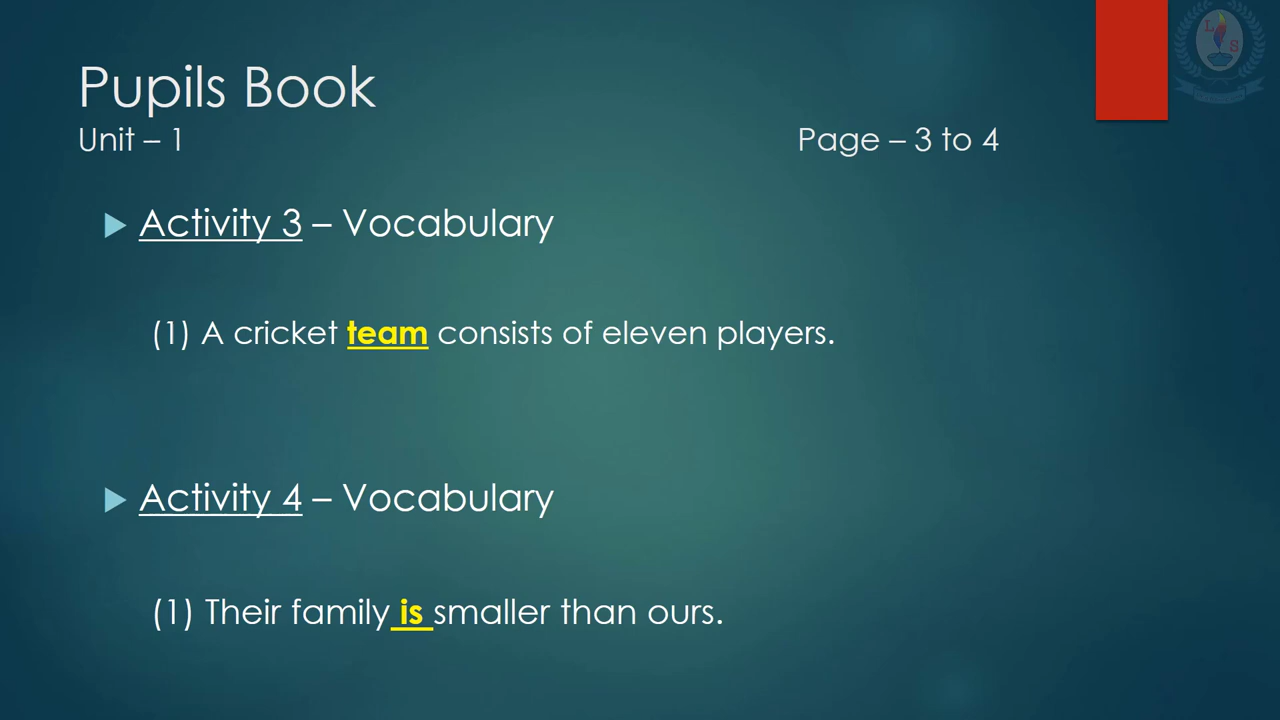 Pupils Book
Unit – 1 Page – 3 to 4
Activity 3 – Vocabulary
(1) A cricket team consists of eleven players.
Activity 4 – Vocabulary
(1) Their family is smaller than ours.
L
S